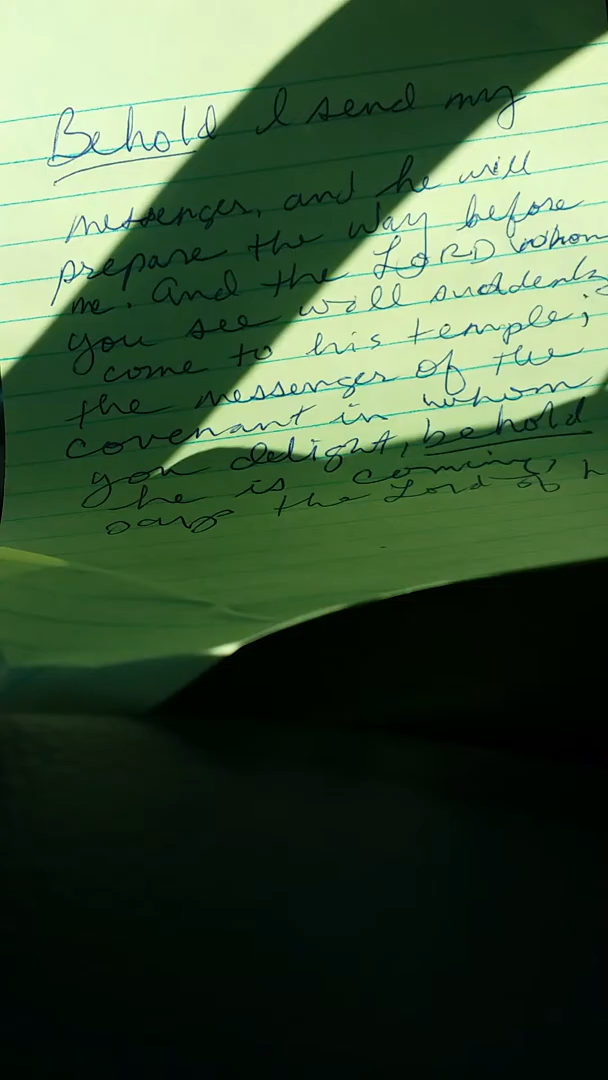 Behold I send my
messenger, and he will
prepare the way before
me. And the LORD whom
you see will suddenly
come to his temple;
the messenger of the
covenant in whom
you delight, behold
he is coming,
says the Lord of h